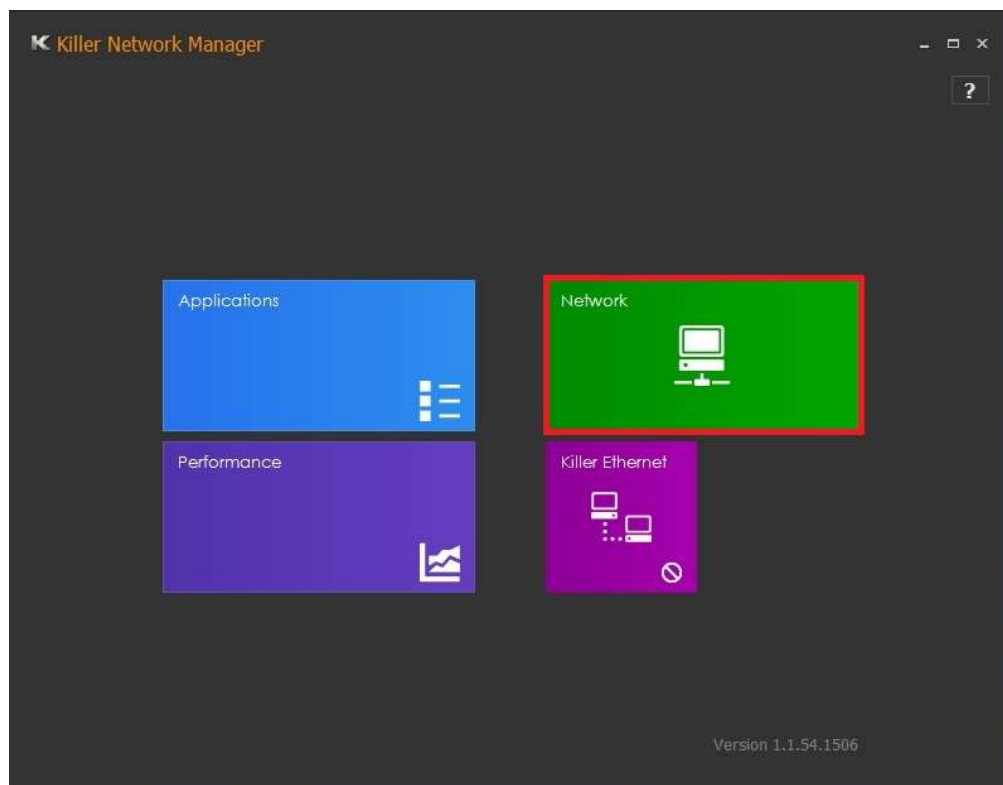 Killer Network Manager
?
Applications
Network
Performance
Killer Ethernet
Version 1.1.54.1506